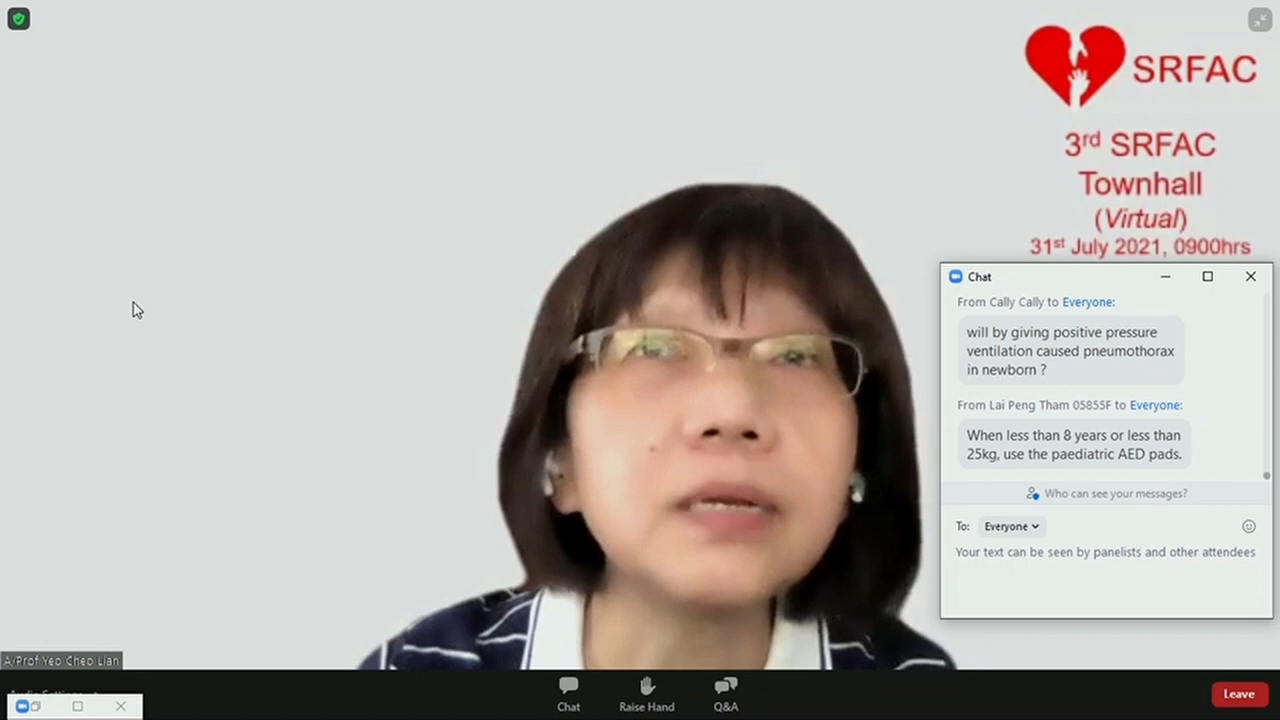 SRFAC
3rd SRFAC
Townhall
(Virtual)
31st July 2021, 0900hrs
Chat
From Cally Cally to Everyone:
will by giving positive pressure
ventilation caused pneumothorax
in newborn ?
From Lai Peng Tham 05855F to Everyone:
When less than 8 years or less than
25kg, use the paediatric AED pads.
Who can see your messages?
To: Everyone
Your text can be seen by panelists and other attendees
A/Prof Yeo Cheo Lian
Chat
Raise Hand
Q&A
Leave